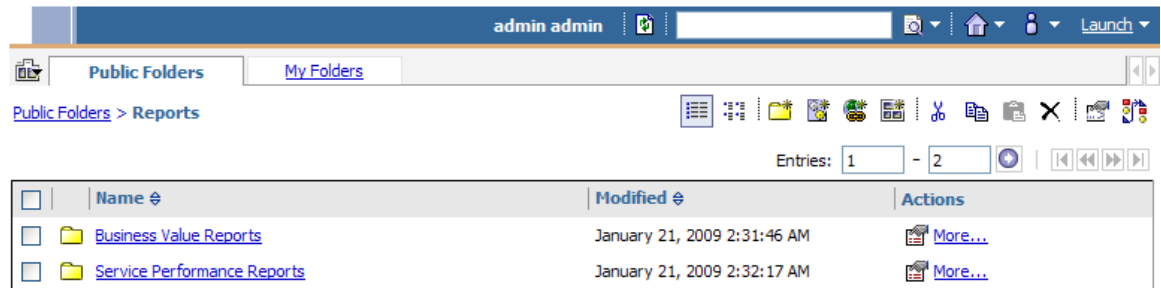 admin admin Launch
Public Folders My Folders
Public Folders > Reports
Entries: 1 - 2
Name Modified Actions
Business Value Reports January 21, 2009 2:31:46 AM More...
Service Performance Reports January 21, 2009 2:32:17 AM More...